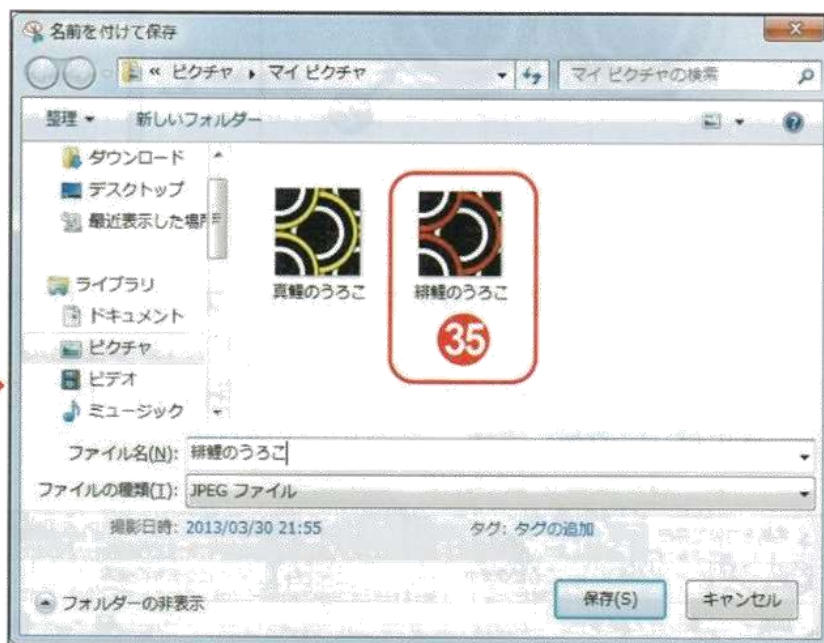 名前を付けて保存
« ピクチャ ▸ マイ ピクチャ
マイ ピクチャの検索
整理 新しいフォルダー
ダウンロード
デスクトップ
最近表示した場所
ライブラリ
ドキュメント
ピクチャ
ビデオ
ミュージック
真鯉のうろこ
緋鯉のうろこ
35
ファイル名(N): 緋鯉のうろこ
ファイルの種類(T): JPEG ファイル
撮影日時: 2013/03/30 21:55 タグ: タグの追加
フォルダーの非表示
保存(S)
キャンセル